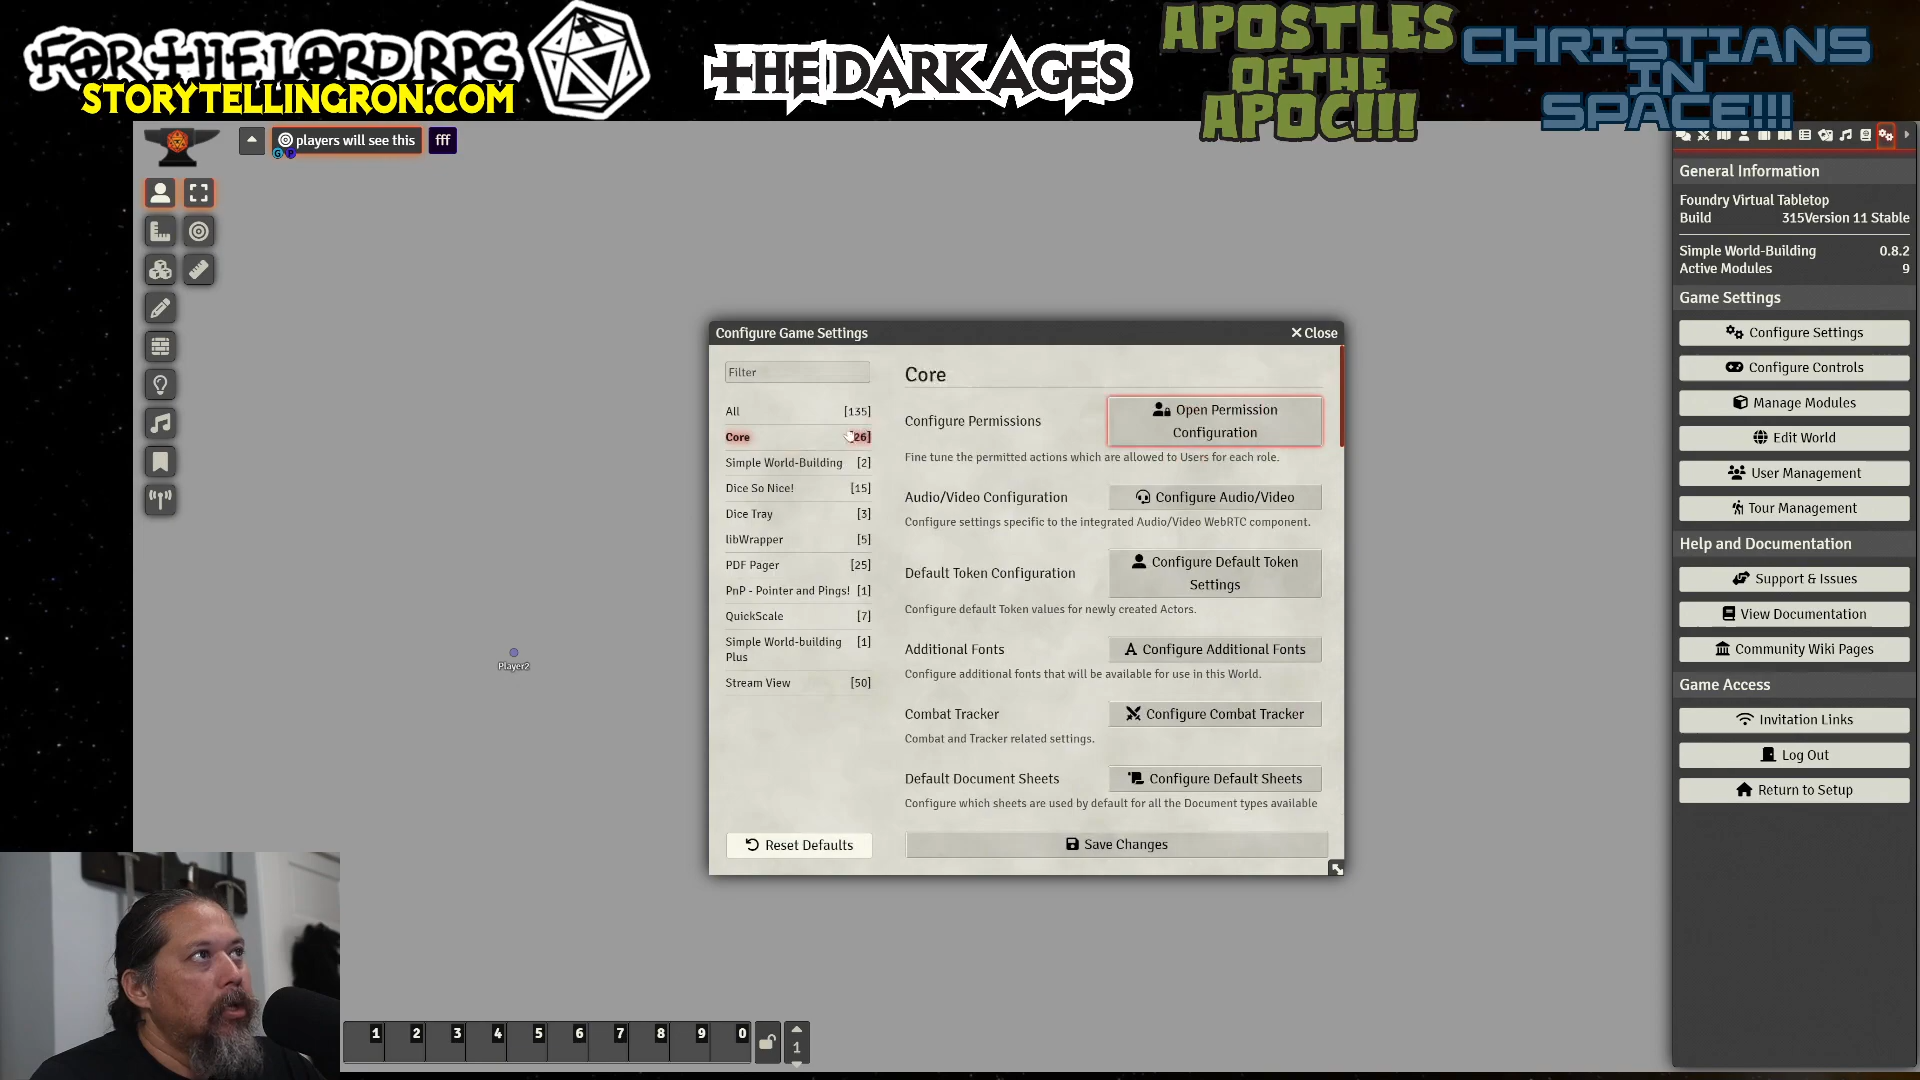 FOR THE LORD RPG
STORYTELLINGRON.COM
THE DARK AGES
APOSTLES
OF THE
APOC!!!
CHRISTIANS
IN
SPACE!!!
players will see this
fff
G
P
General Information
Foundry Virtual Tabletop
Build 315Version 11 Stable
Simple World-Building 0.8.2
Active Modules 9
Game Settings
Configure Settings
Configure Controls
Manage Modules
Edit World
User Management
Tour Management
Help and Documentation
Support & Issues
View Documentation
Community Wiki Pages
Game Access
Invitation Links
Log Out
Return to Setup
Configure Game Settings
Close
Filter
All [135]
Core [26]
Simple World-Building [2]
Dice So Nice! [15]
Dice Tray [3]
libWrapper [5]
PDF Pager [25]
PnP - Pointer and Pings! [1]
QuickScale [7]
Simple World-building [1]
Plus
Stream View [50]
Reset Defaults
Core
Configure Permissions
Open Permission
Configuration
Fine tune the permitted actions which are allowed to Users for each role.
Audio/Video Configuration
Configure Audio/Video
Configure settings specific to the integrated Audio/Video WebRTC component.
Default Token Configuration
Configure Default Token
Settings
Configure default Token values for newly created Actors.
Additional Fonts
Configure Additional Fonts
Configure additional fonts that will be available for use in this World.
Combat Tracker
Configure Combat Tracker
Combat and Tracker related settings.
Default Document Sheets
Configure Default Sheets
Configure which sheets are used by default for all the Document types available
Save Changes
Player2
1 2 3 4 5 6 7 8 9 0
1